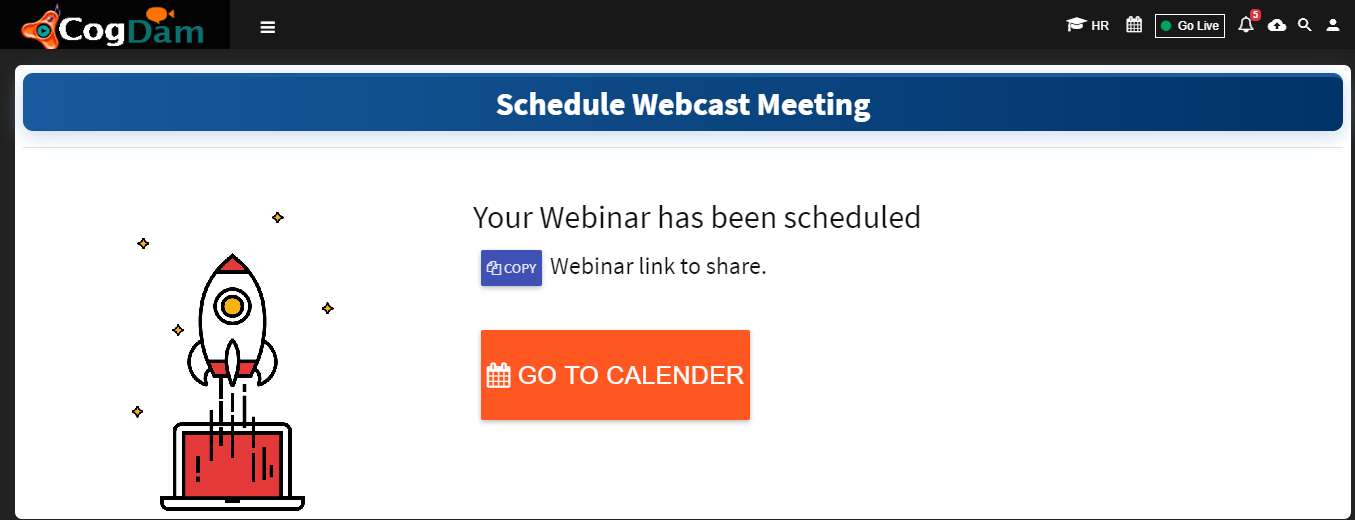 CogDam
HR
Go Live
5
Schedule Webcast Meeting
Your Webinar has been scheduled
COPY Webinar link to share.
GO TO CALENDER